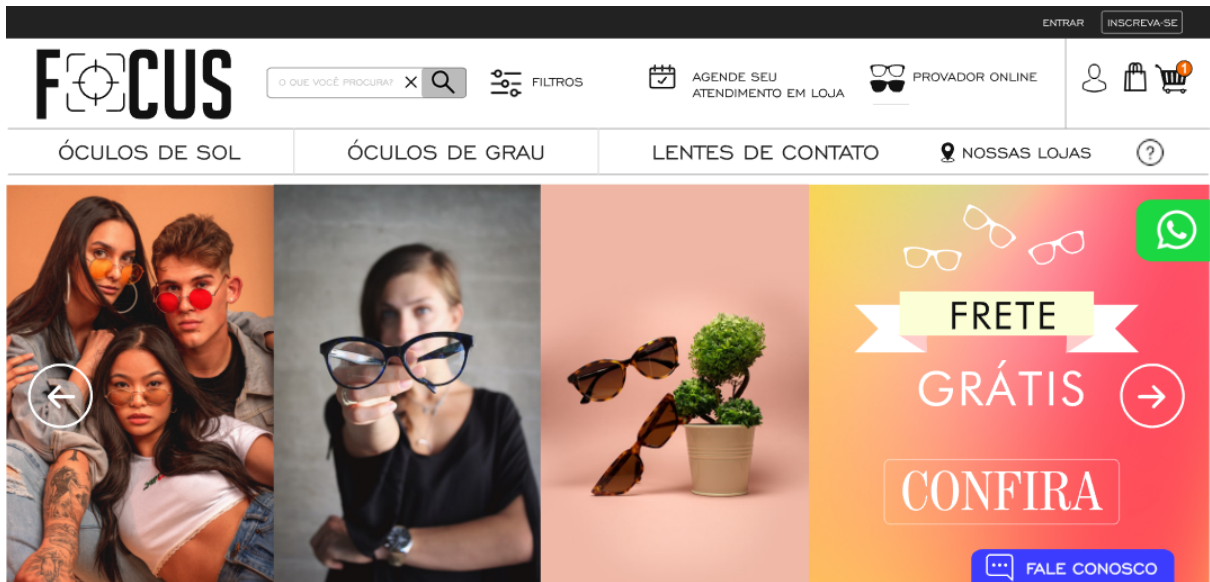 ENTRAR
INSCREVA-SE
FOCUS
O QUE VOCÊ PROCURA?
FILTROS
AGENDE SEU
ATENDIMENTO EM LOJA
PROVADOR ONLINE
1
ÓCULOS DE SOL
ÓCULOS DE GRAU
LENTES DE CONTATO
NOSSAS LOJAS
?
FRETE
GRÁTIS
CONFIRA
FALE CONOSCO